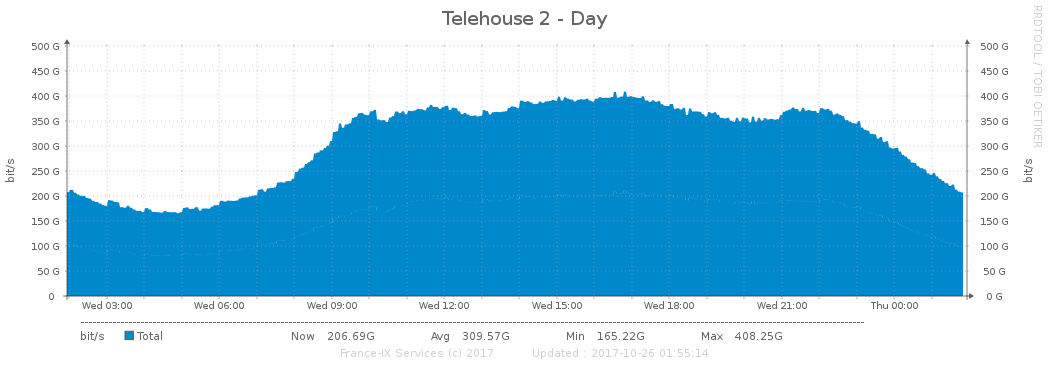 Telehouse 2 - Day
RRDTOOL / TOBI OETIKER
bit/s
500 G 500 G
450 G 450 G
400 G 400 G
350 G 350 G
300 G 300 G
250 G 250 G
200 G 200 G
150 G 150 G
100 G 100 G
50 G 50 G
0 0 G
bit/s
Wed 03:00 Wed 06:00 Wed 09:00 Wed 12:00 Wed 15:00 Wed 18:00 Wed 21:00 Thu 00:00
bit/s Total Now 206.69G Avg 309.57G Min 165.22G Max 408.25G
France-IX Services (c) 2017 Updated : 2017-10-26 01:55:14